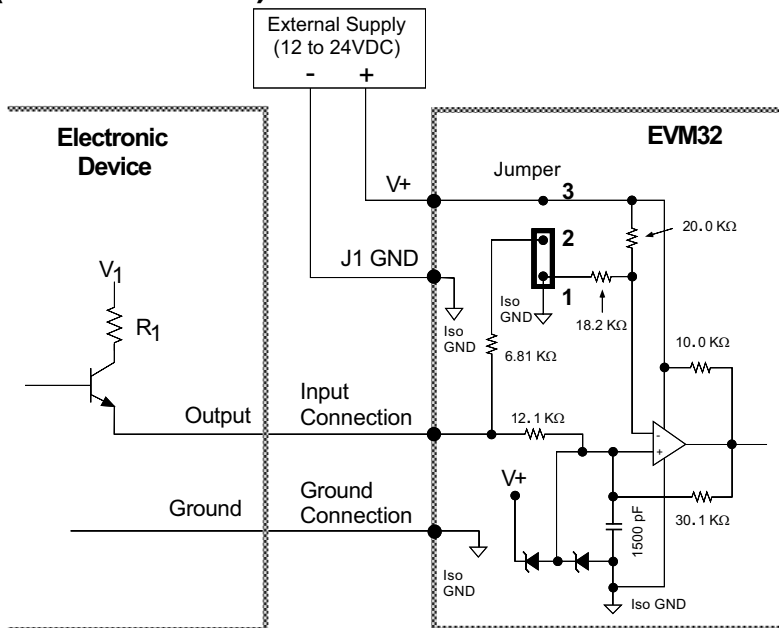 External Supply
(12 to 24VDC)
- +
Electronic
Device
EVM32
V+
Jumper
3
20.0 KΩ
2
J1 GND
V1
1
Iso
GND
Iso
GND
18.2 KΩ
R1
10.0 KΩ
6.81 KΩ
Input
Connection
Output
12.1 KΩ
-
+
V+
Ground
Connection
Ground
1500 pF
30.1 KΩ
Iso
GND
Iso GND